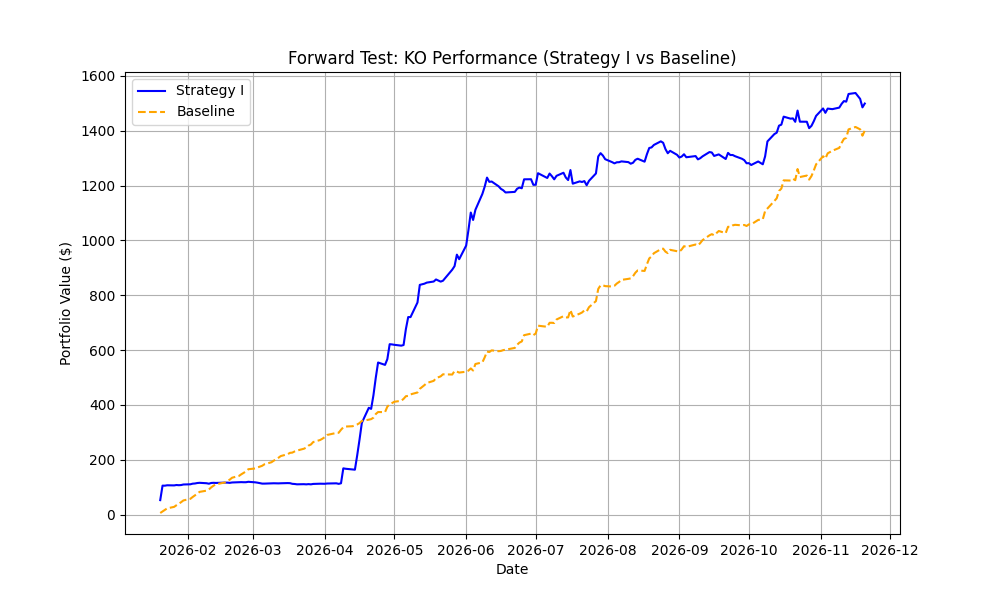 Forward Test: KO Performance (Strategy I vs Baseline)
Strategy I
Baseline
Portfolio Value ($)
1600
1400
1200
1000
800
600
400
200
0
2026-02 2026-03 2026-04 2026-05 2026-06 2026-07 2026-08 2026-09 2026-10 2026-11 2026-12
Date